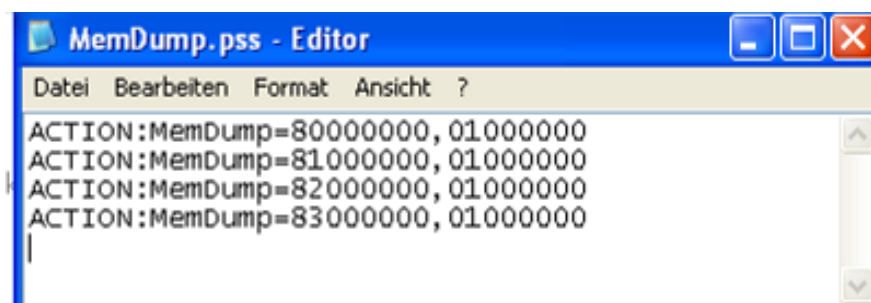 MemDump.pss - Editor
Datei Bearbeiten Format Ansicht ?
ACTION:MemDump=80000000,01000000
ACTION:MemDump=81000000,01000000
ACTION:MemDump=82000000,01000000
ACTION:MemDump=83000000,01000000